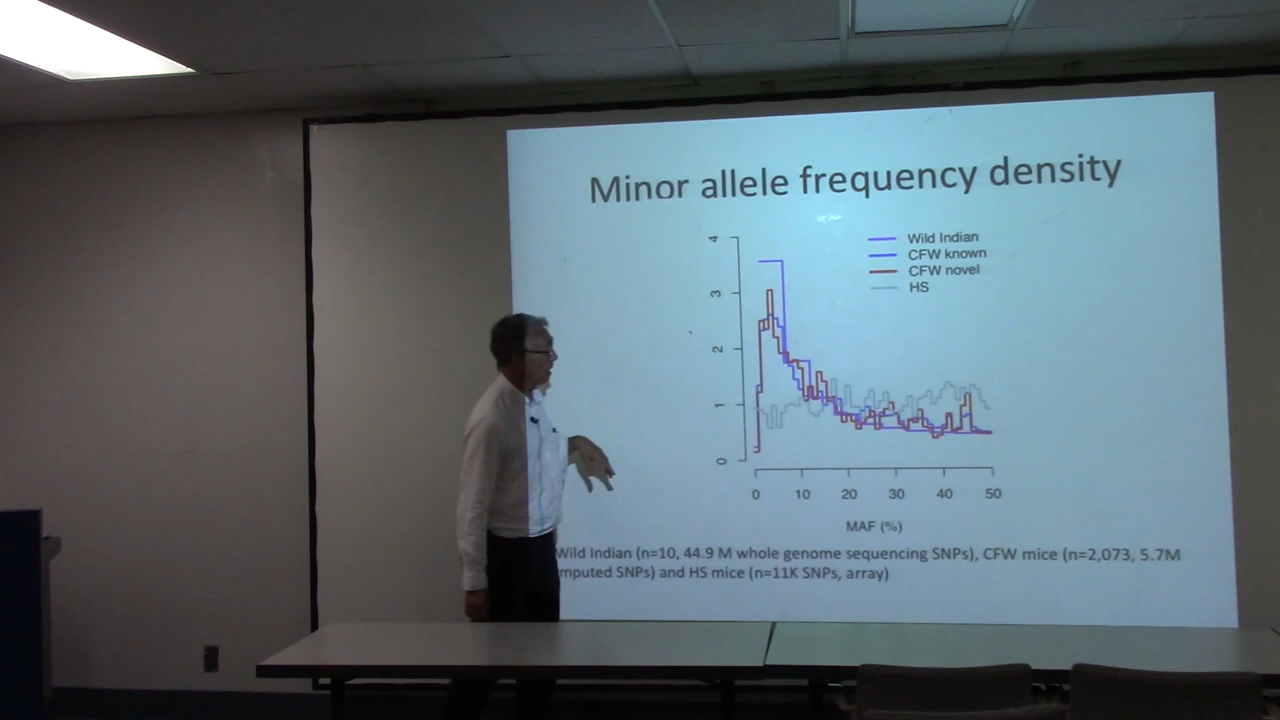 Minor allele frequency density
Wild Indian
CFW known
CFW novel
HS
4
3
2
1
0
0 10 20 30 40 50
MAF (%)
Wild Indian (n=10, 44.9 M whole genome sequencing SNPs), CFW mice (n=2,073, 5.7M
mputed SNPs) and HS mice (n=11K SNPs, array)